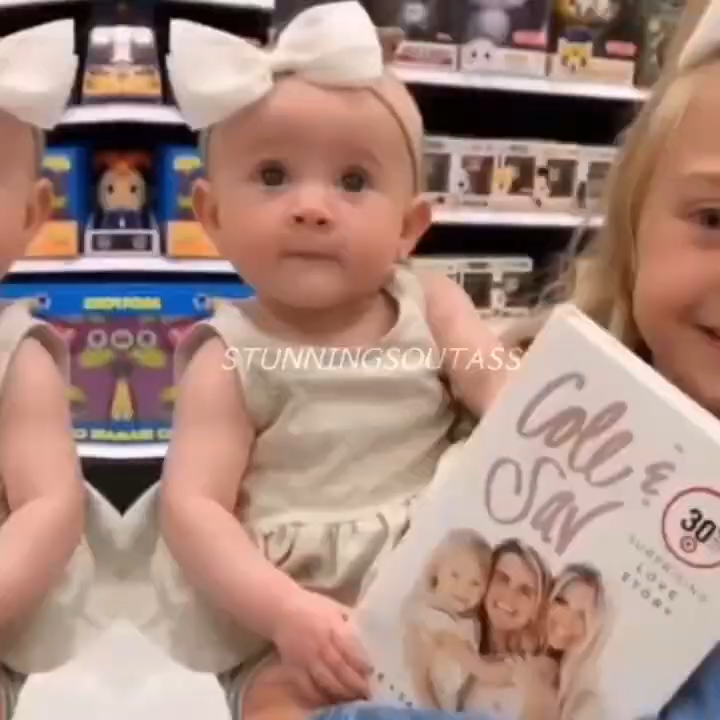 STUNNINGSOUTASS
Cole &
Sav
30%
SURPRISING
LOVE
STORY